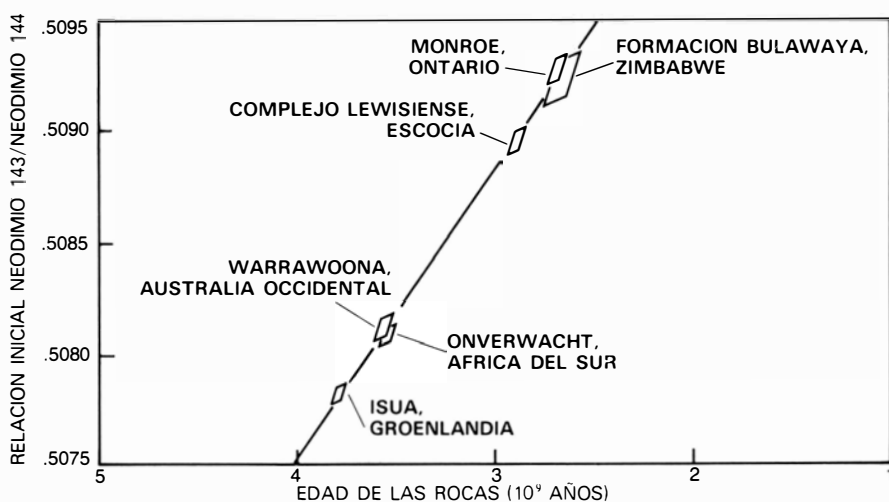 RELACION INICIAL NEODIMIO 143/NEODIMIO 144
.5095
.5090
.5085
.5080
.5075
MONROE,
ONTARIO
FORMACION BULAWAYA,
ZIMBABWE
COMPLEJO LEWISIENSE,
ESCOCIA
WARRAWOONA,
AUSTRALIA OCCIDENTAL
ONVERWACHT,
AFRICA DEL SUR
ISUA,
GROENLANDIA
5
4
3
2
1
EDAD DE LAS ROCAS (10⁹ AÑOS)